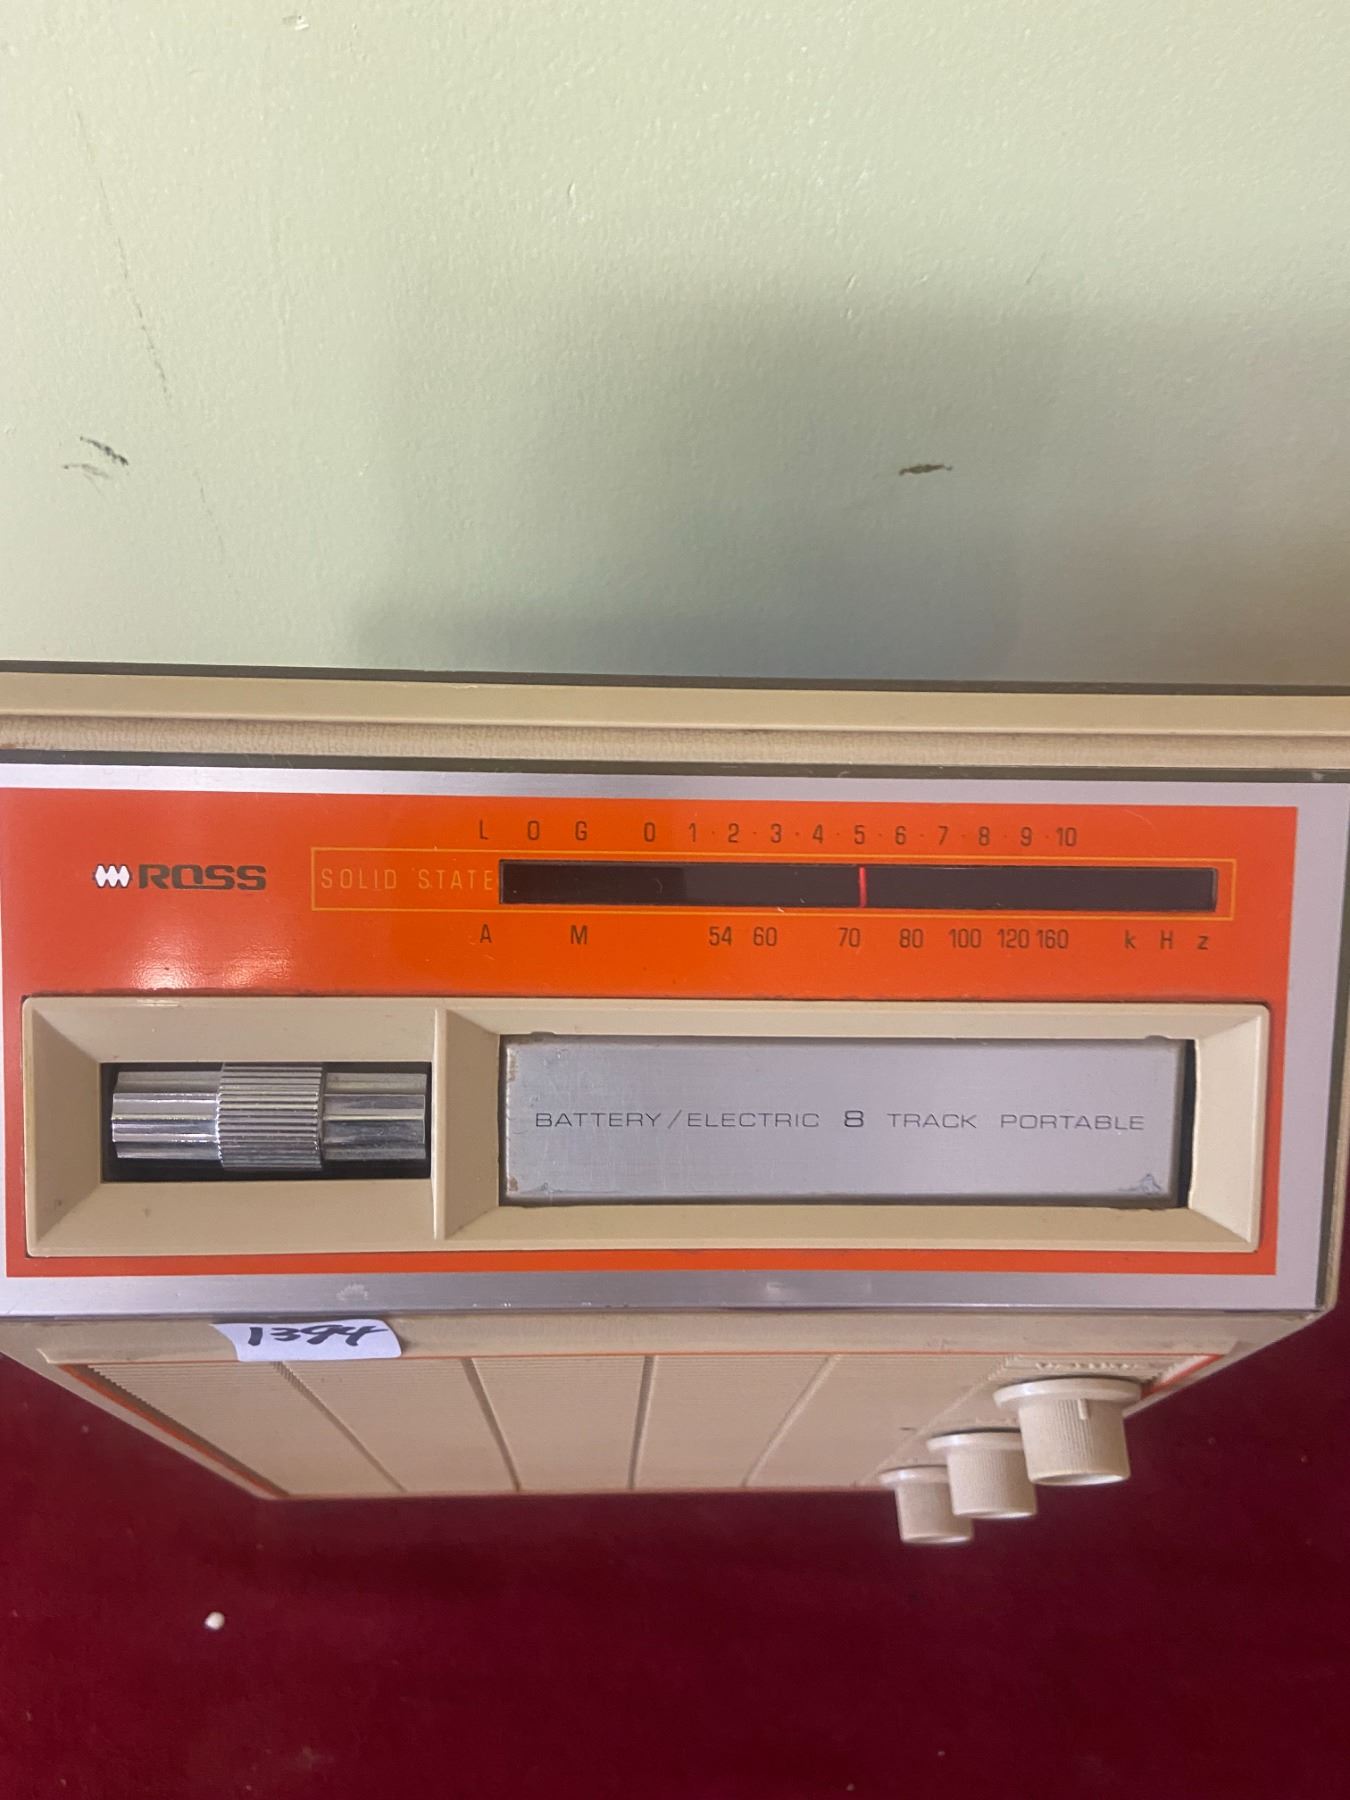 L O G 0 1 · 2 · 3 · 4 · 5 · 6 · 7 · 8 · 9 · 10
ROSS
SOLID STATE
A M 54 60 70 80 100 120 160 k H z
BATTERY/ELECTRIC 8 TRACK PORTABLE
1394